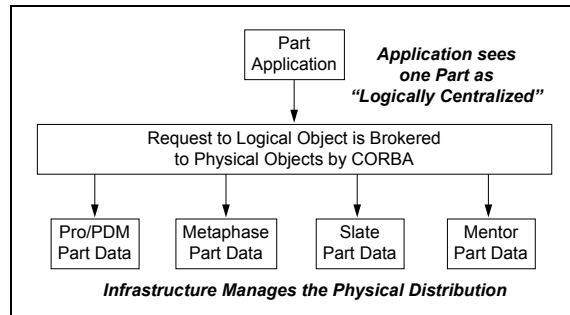 Part
Application
Application sees
one Part as
“Logically Centralized”
Request to Logical Object is Brokered
to Physical Objects by CORBA
Pro/PDM
Part Data
Metaphase
Part Data
Slate
Part Data
Mentor
Part Data
Infrastructure Manages the Physical Distribution